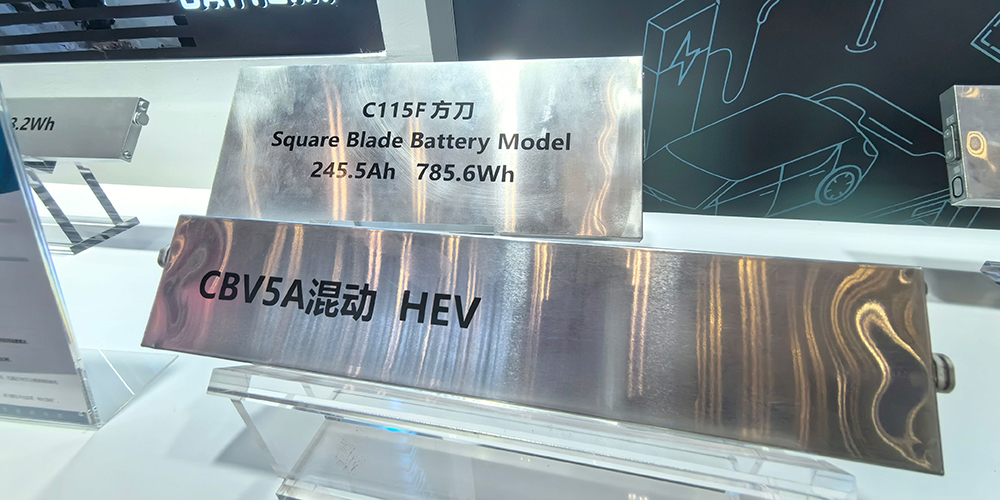 C115F 方刀
Square Blade Battery Model
245.5Ah 785.6Wh
CBV5A混动 HEV